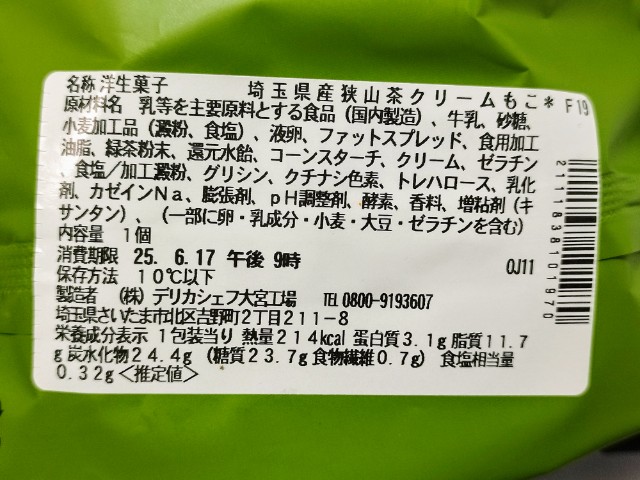 名称 洋生菓子 埼玉県産狭山茶クリームもこ* F19
原材料名 乳等を主要原料とする食品（国内製造）、牛乳、砂糖、
小麦加工品（澱粉、食塩）、液卵、ファットスプレッド、食用加工
油脂、緑茶粉末、還元水飴、コーンスターチ、クリーム、ゼラチン
、食塩／加工澱粉、グリシン、クチナシ色素、トレハロース、乳化
剤、カゼインNa、膨張剤、pH調整剤、酵素、香料、増粘剤（キ
サンタン）、（一部に卵・乳成分・小麦・大豆・ゼラチンを含む）
内容量 1個
消費期限 25. 6.17 午後 9時 0J11
保存方法 10℃以下
製造者 （株）デリカシェフ大宮工場 TEL 0800-9193607
埼玉県さいたま市北区吉野町2丁目211-8
栄養成分表示 1包装当り 熱量214kcal 蛋白質3.1g 脂質11.7
g 炭水化物24.4g （糖質23.7g 食物繊維0.7g） 食塩相当量
0.32g＜推定値＞
2111838101970